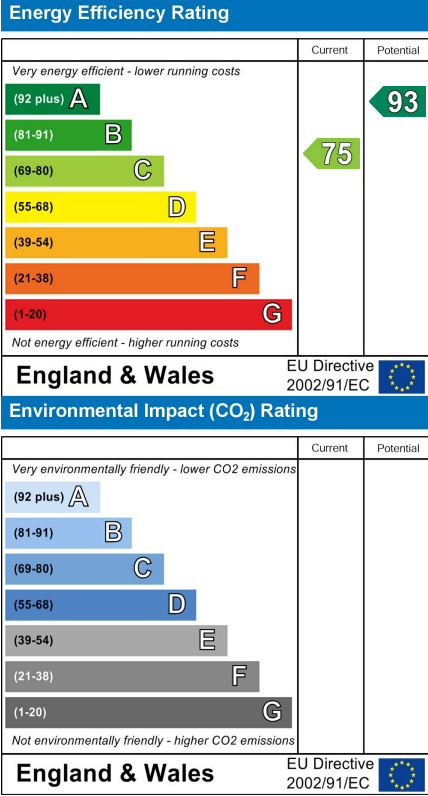 Energy Efficiency Rating
Current Potential
Very energy efficient - lower running costs
(92 plus) A
93
(81-91) B
75
(69-80) C
(55-68) D
(39-54) E
(21-38) F
(1-20) G
Not energy efficient - higher running costs
England & Wales
EU Directive
2002/91/EC
Environmental Impact (CO₂) Rating
Current Potential
Very environmentally friendly - lower CO2 emissions
(92 plus) A
(81-91) B
(69-80) C
(55-68) D
(39-54) E
(21-38) F
(1-20) G
Not environmentally friendly - higher CO2 emissions
England & Wales
EU Directive
2002/91/EC